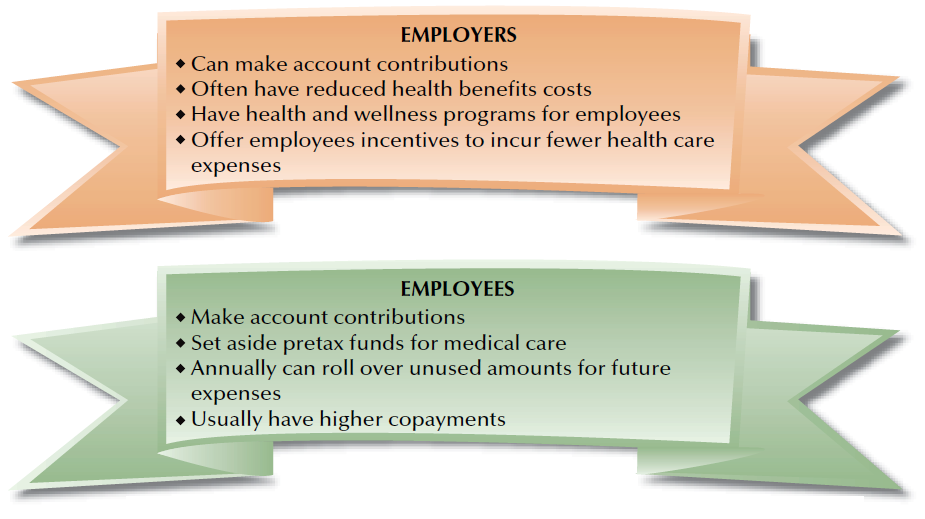 EMPLOYERS
◆ Can make account contributions
◆ Often have reduced health benefits costs
◆ Have health and wellness programs for employees
◆ Offer employees incentives to incur fewer health care
expenses
EMPLOYEES
◆ Make account contributions
◆ Set aside pretax funds for medical care
◆ Annually can roll over unused amounts for future
expenses
◆ Usually have higher copayments